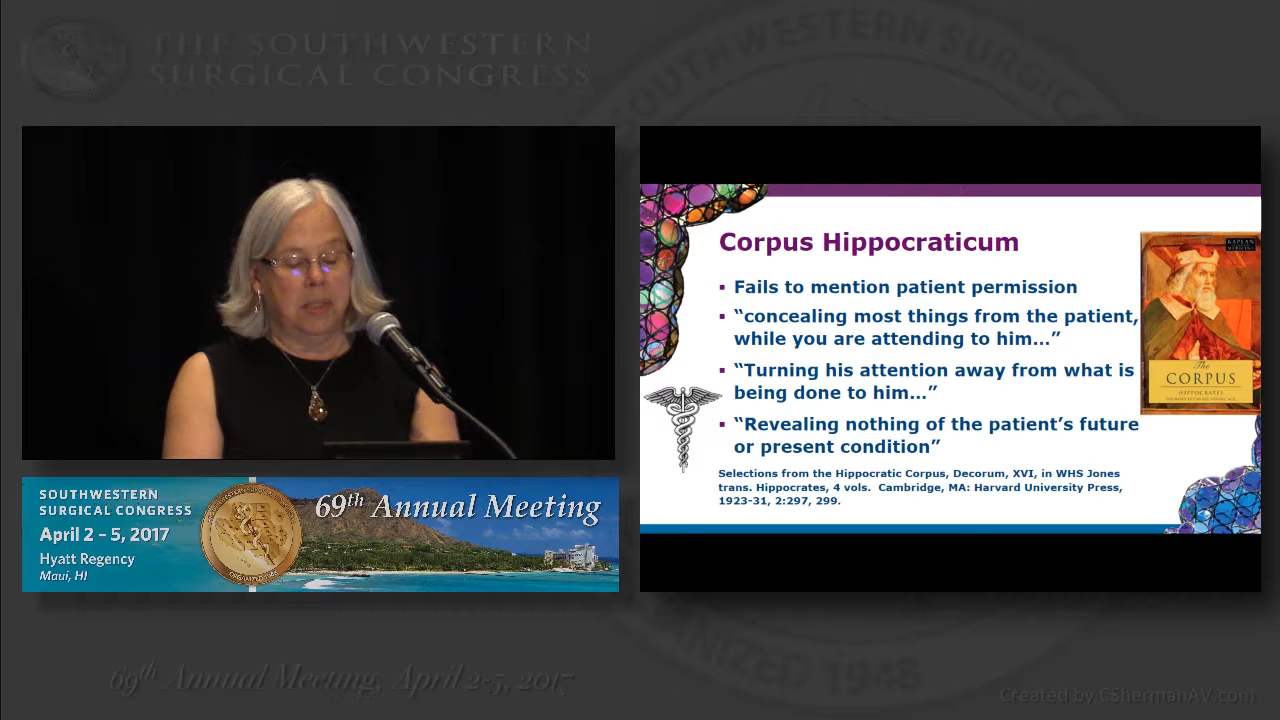 THE SOUTHWESTERN
SURGICAL CONGRESS
SOUTHWESTERN
SURGICAL CONGRESS
April 2 – 5, 2017
Hyatt Regency
Maui, HI
69th Annual Meeting
Corpus Hippocraticum
▪ Fails to mention patient permission
▪ “concealing most things from the patient,
while you are attending to him…”
▪ “Turning his attention away from what is
being done to him…”
▪ “Revealing nothing of the patient’s future
or present condition”
Selections from the Hippocratic Corpus, Decorum, XVI, in WHS Jones
trans. Hippocrates, 4 vols.  Cambridge, MA: Harvard University Press,
1923-31, 2:297, 299.
KAPLAN
The
CORPUS
HIPPOCRATES
69th Annual Meeting, April 2-5, 2017
NIZED 1948
Created by CShermanAV.com